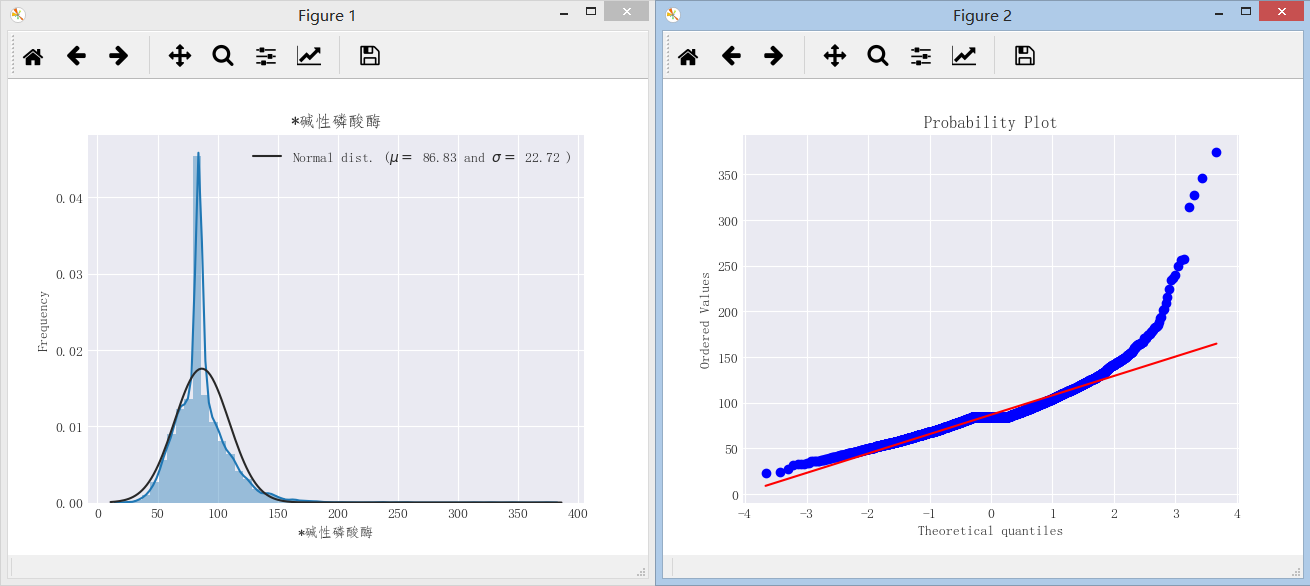 Figure 1
*碱性磷酸酶
Normal dist. (μ= 86.83 and σ= 22.72 )
Frequency
0.04
0.03
0.02
0.01
0.00
0 50 100 150 200 250 300 350 400
*碱性磷酸酶
Figure 2
Probability Plot
Ordered Values
350
300
250
200
150
100
50
0
−4 −3 −2 −1 0 1 2 3 4
Theoretical quantiles